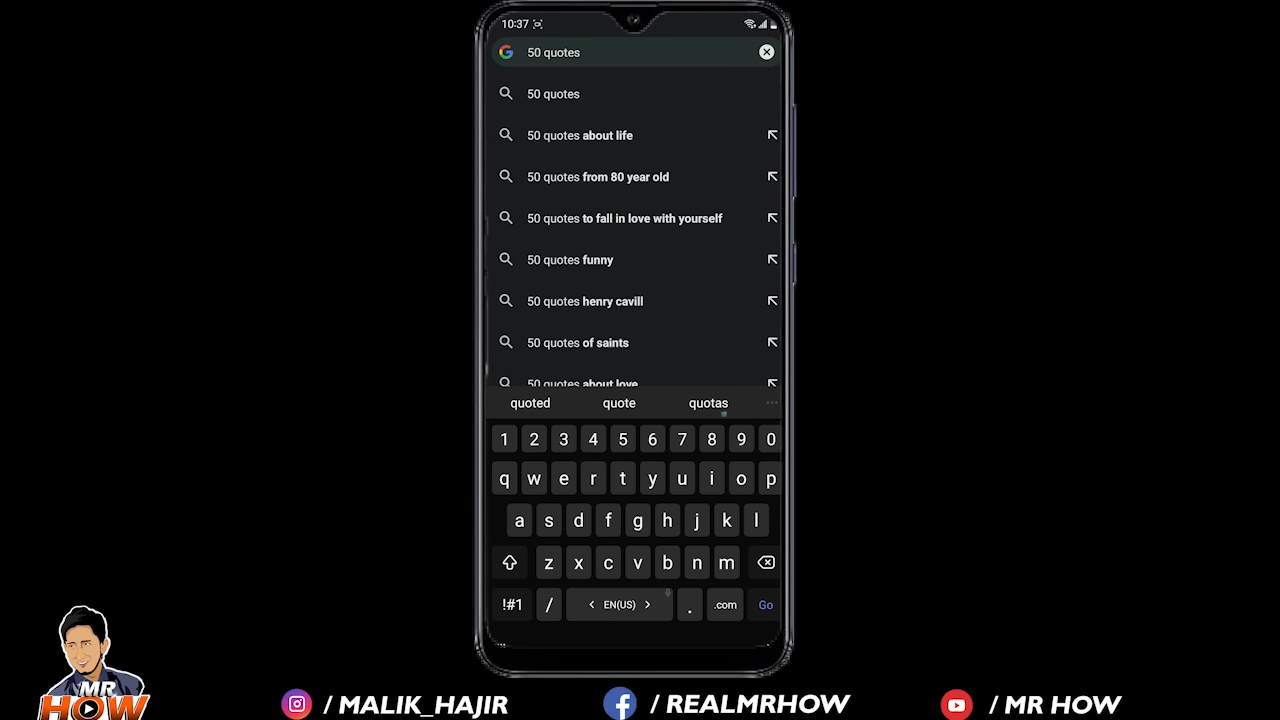 10:37
50 quotes
50 quotes
50 quotes about life
50 quotes from 80 year old
50 quotes to fall in love with yourself
50 quotes funny
50 quotes henry cavill
50 quotes of saints
50 quotes about love
quoted quote quotas
1 2 3 4 5 6 7 8 9 0
q w e r t y u i o p
a s d f g h j k l
z x c v b n m
!#1 / < EN(US) > . .com Go
MR
HOW
/ MALIK_HAJIR / REALMRHOW / MR HOW